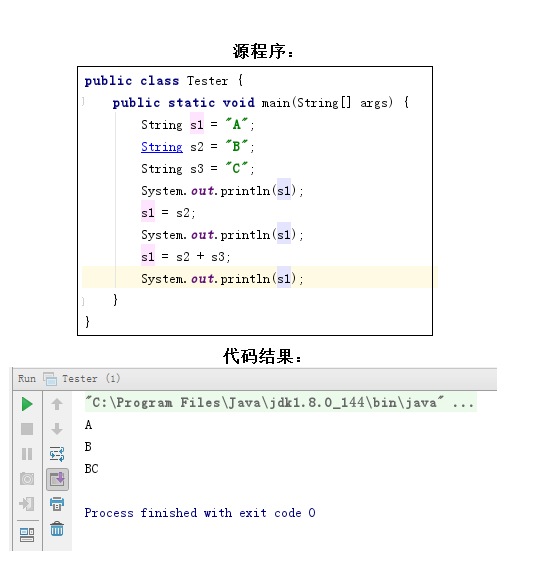 源程序：
public class Tester {
public static void main(String[] args) {
String s1 = "A";
String s2 = "B";
String s3 = "C";
System.out.println(s1);
s1 = s2;
System.out.println(s1);
s1 = s2 + s3;
System.out.println(s1);
}
}
代码结果：
Run Tester (1)
"C:\Program Files\Java\jdk1.8.0_144\bin\java" ...
A
B
BC
Process finished with exit code 0